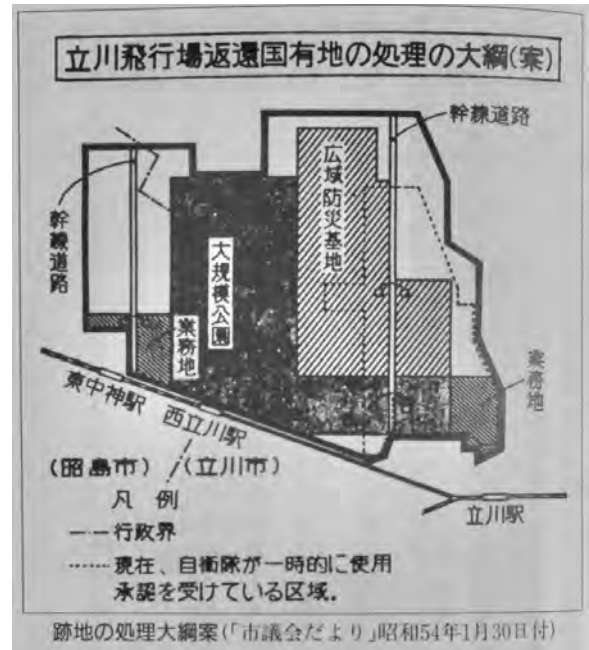 立川飛行場返還国有地の処理の大綱(案)
幹線道路
広域防災基地
幹線道路
大規模公園
業務地
業務地
東中神駅
西立川駅
(昭島市) (立川市)
立川駅
凡例
行政界
現在、自衛隊が一時的に使用
承認を受けている区域。
跡地の処理大綱案(「市議会だより」昭和54年1月30日付)